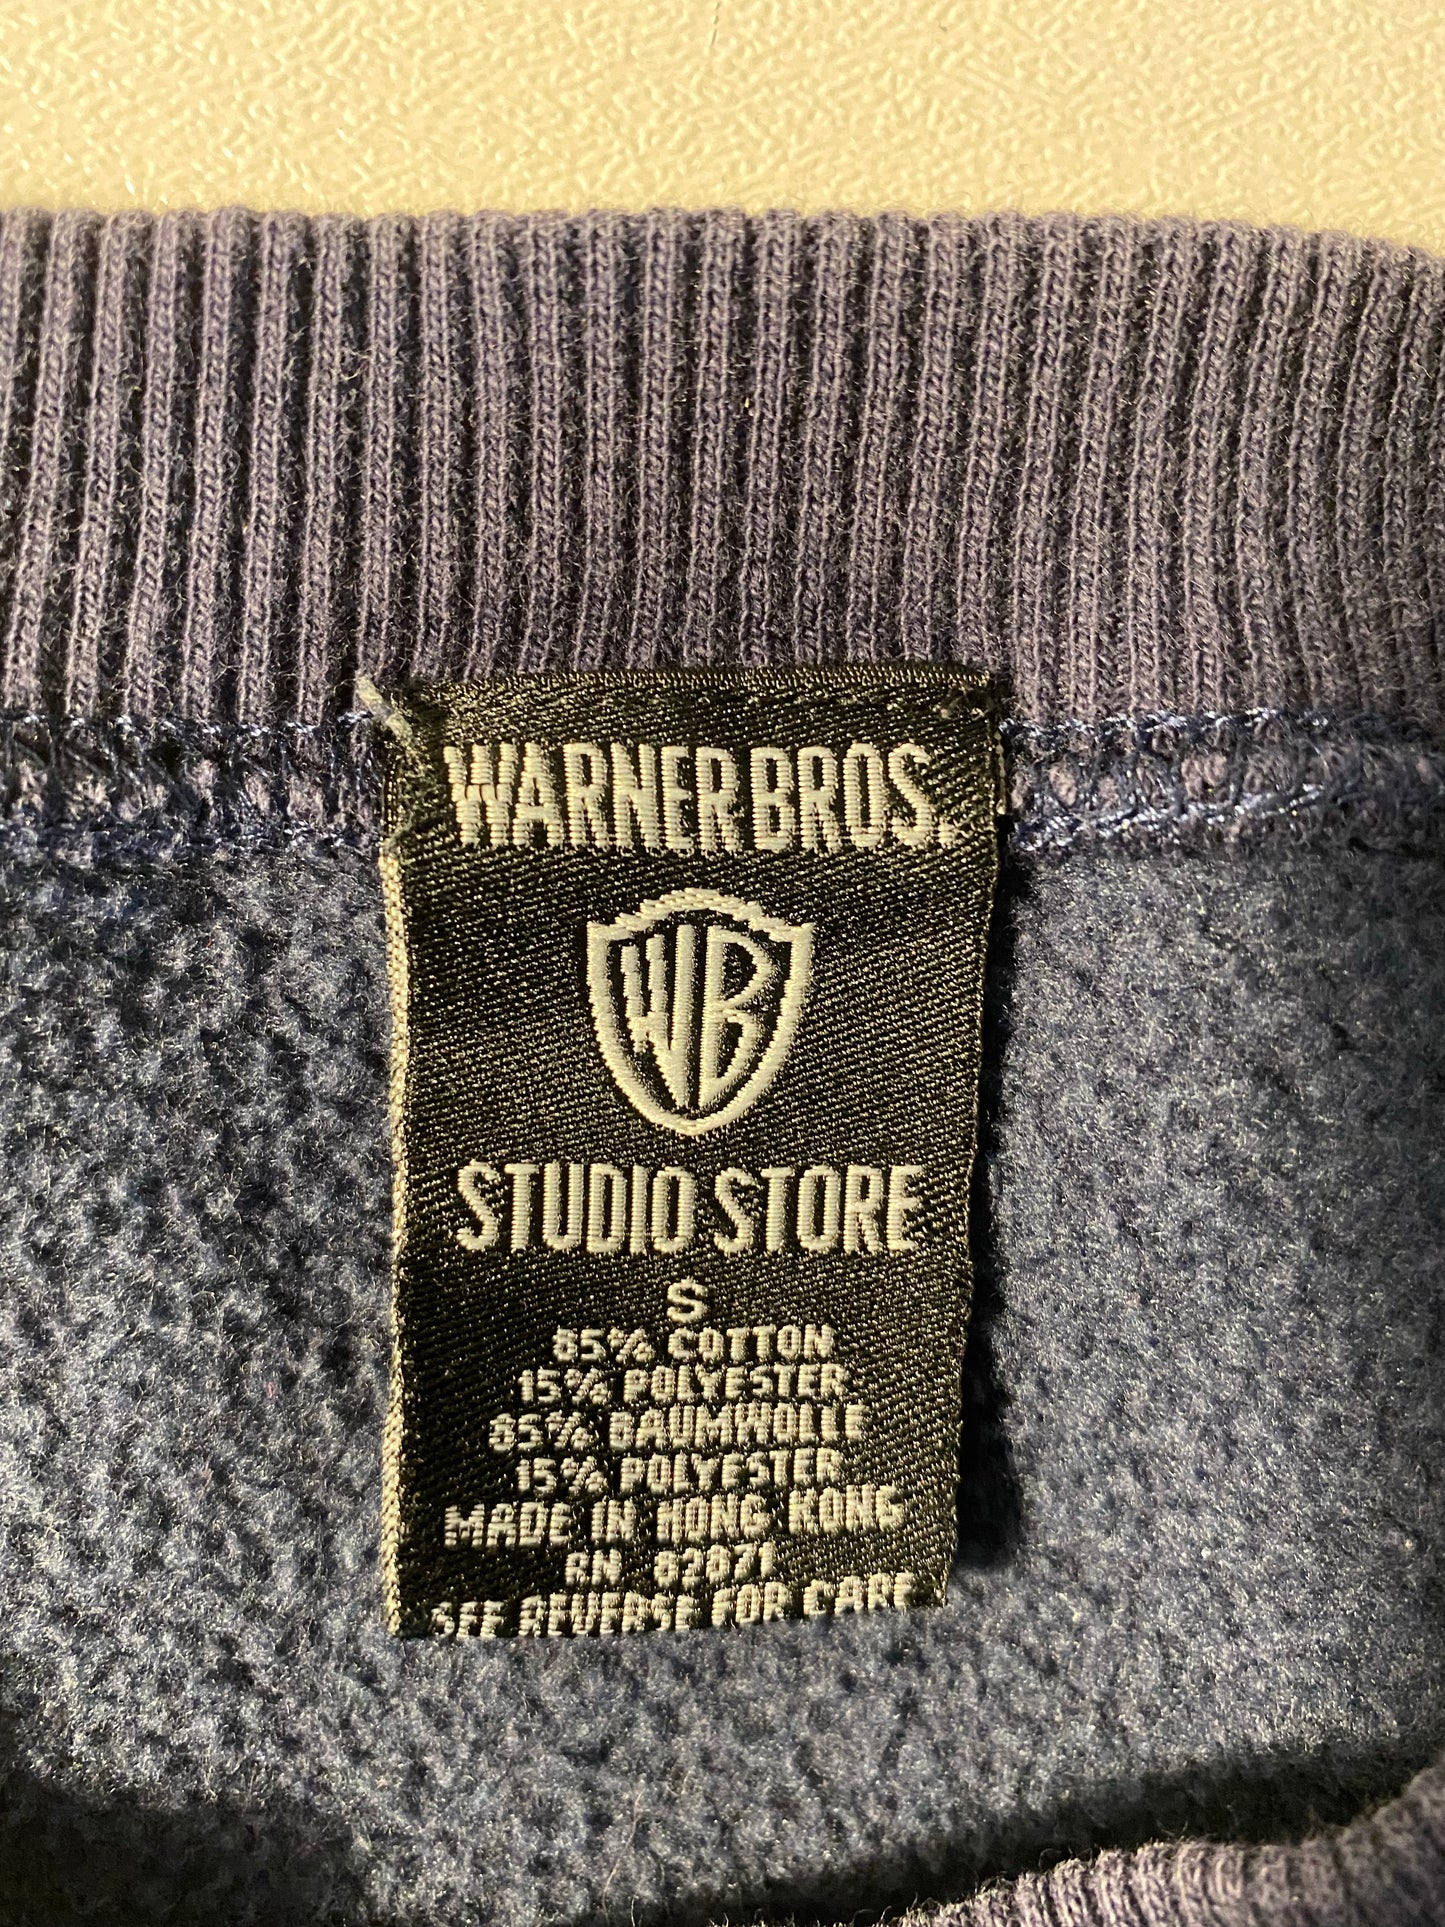 WARNER BROS.
WB
STUDIO STORE
S
85% COTTON
15% POLYESTER
85% BAUMWOLLE
15% POLYESTER
MADE IN HONG KONG
RN 82871
SEE REVERSE FOR CARE